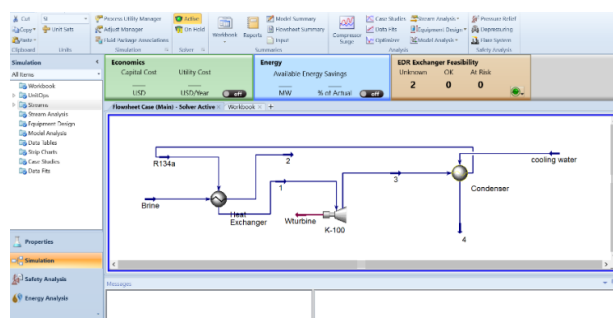 Cut
SI
Process Utility Manager
Active
Model Summary
Case Studies
Stream Analysis
Pressure Relief
Copy
Unit Sets
Adjust Manager
On Hold
Workbook
Reports
Flowsheet Summary
Compressor Surge
Data Fits
Equipment Design
Depressuring
Paste
Fluid Package Associations
Input
Optimizer
Model Analysis
Flare System
Clipboard
Units
Simulation
Solver
Summaries
Analysis
Safety Analysis
Simulation
All Items
Workbook
UnitOps
Streams
Stream Analysis
Equipment Design
Model Analysis
Data Tables
Strip Charts
Case Studies
Data Fits
Properties
Simulation
Safety Analysis
Energy Analysis
Economics
Capital Cost
Utility Cost
USD
USD/Year
off
Energy
Available Energy Savings
MW
% of Actual
off
EDR Exchanger Feasibility
Unknown
OK
At Risk
2
0
0
Flowsheet Case (Main) - Solver Active
Workbook
+
R134a
2
cooling water
Brine
Heat
Exchanger
1
3
Condenser
Wturbine
K-100
4
Messages